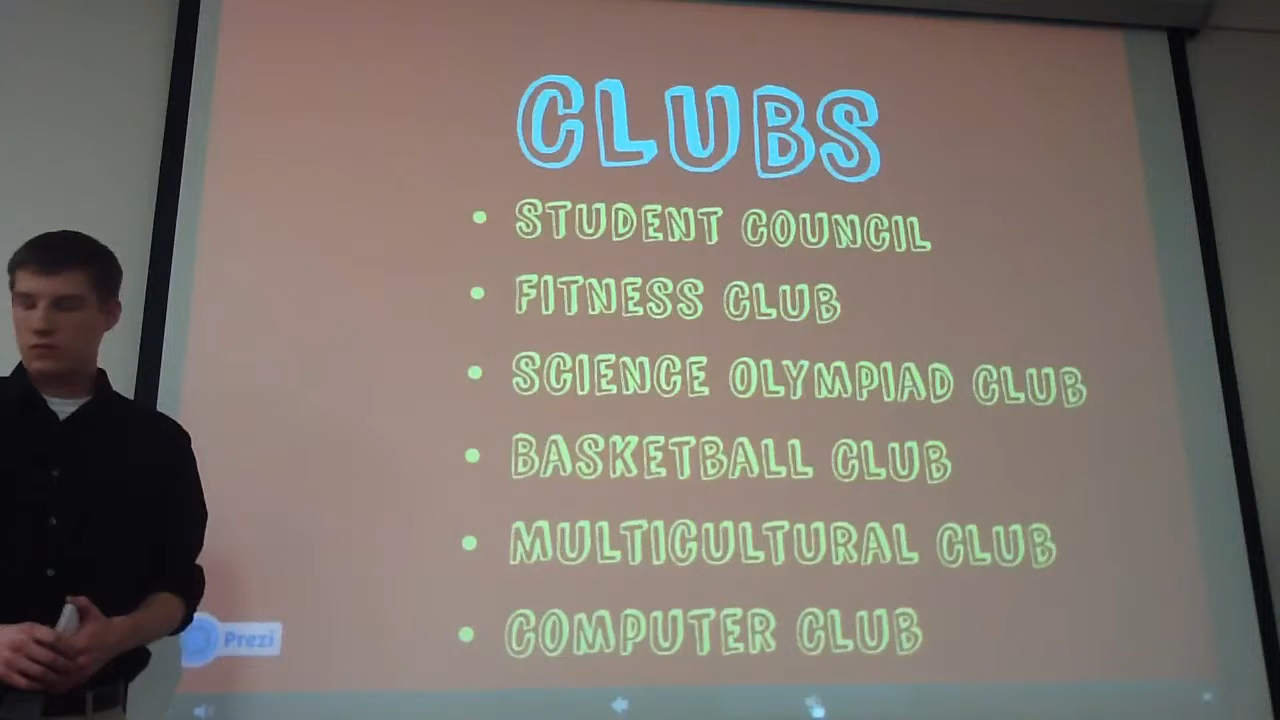 CLUBS
• STUDENT COUNCIL
• FITNESS CLUB
• SCIENCE OLYMPIAD CLUB
• BASKETBALL CLUB
• MULTICULTURAL CLUB
• COMPUTER CLUB
Prezi